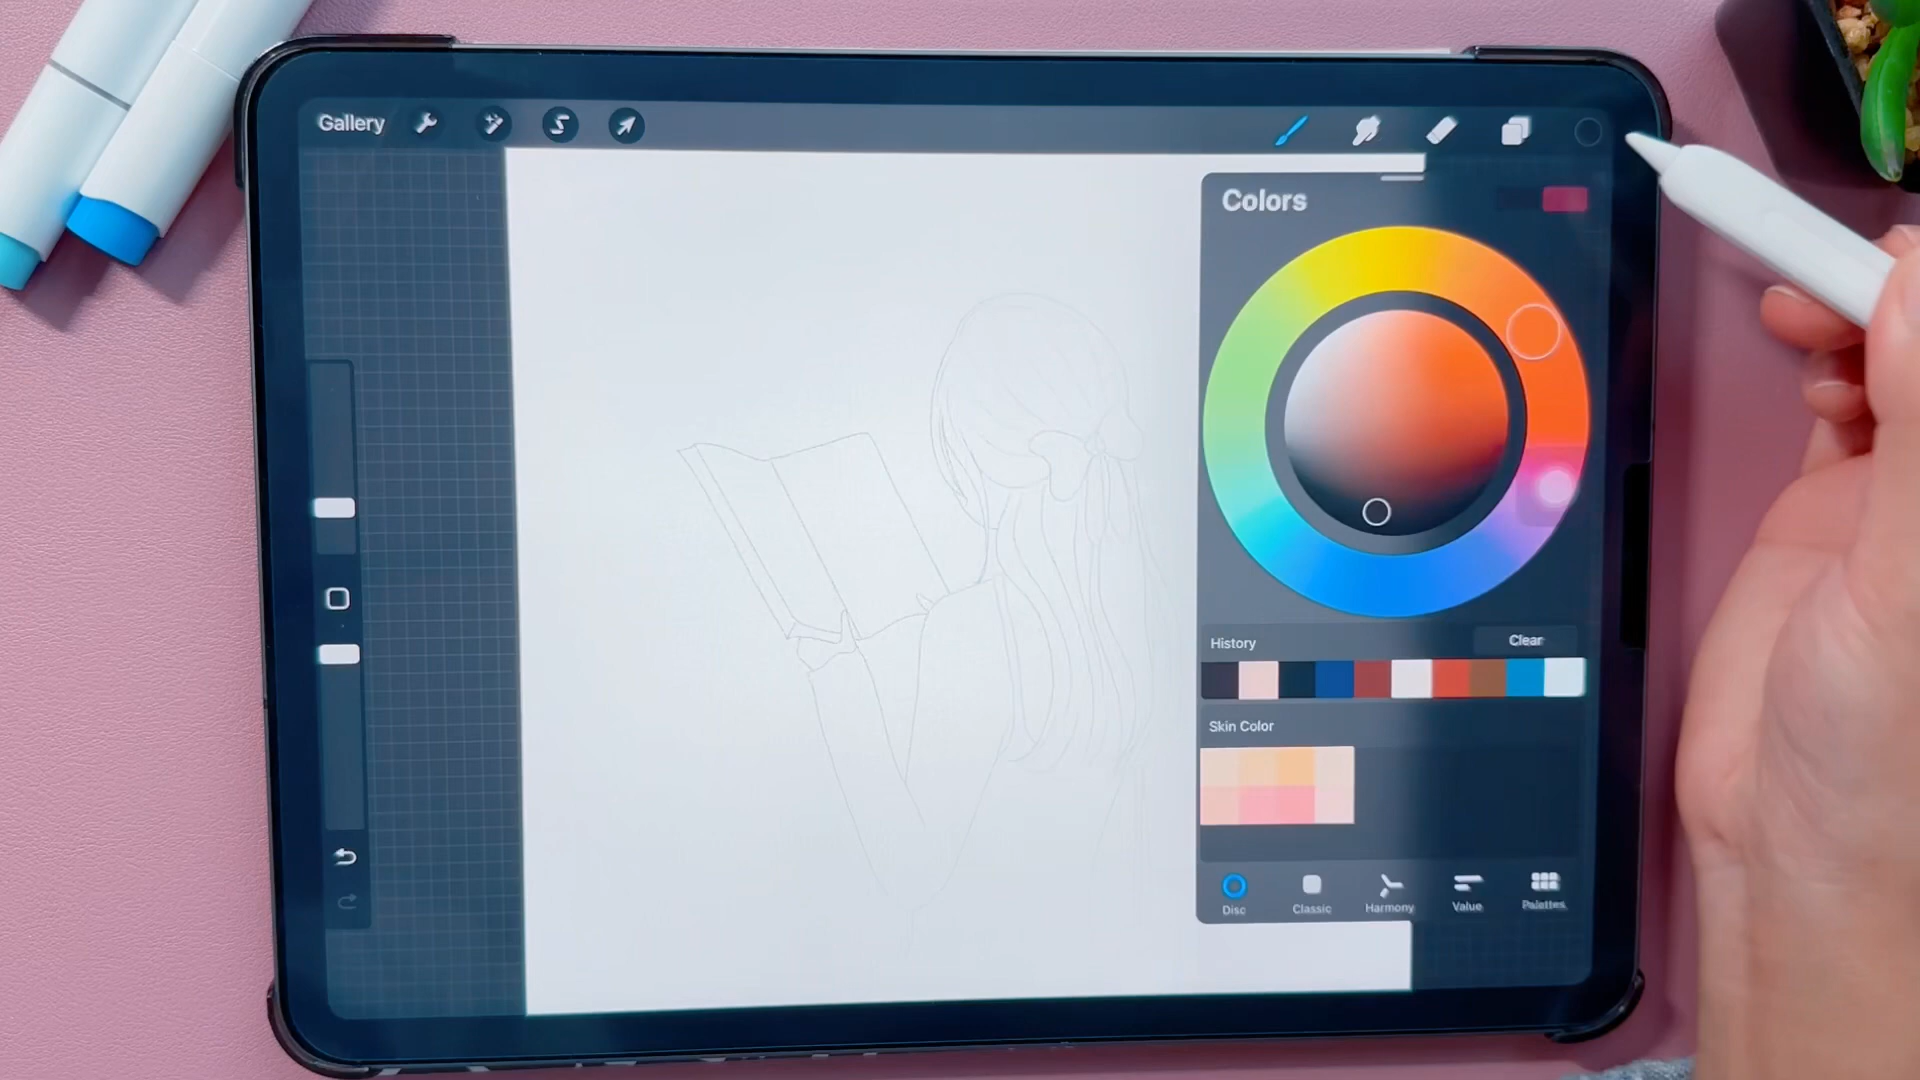 Gallery
Colors
History
Clear
Skin Color
Disc
Classic
Harmony
Value
Palettes